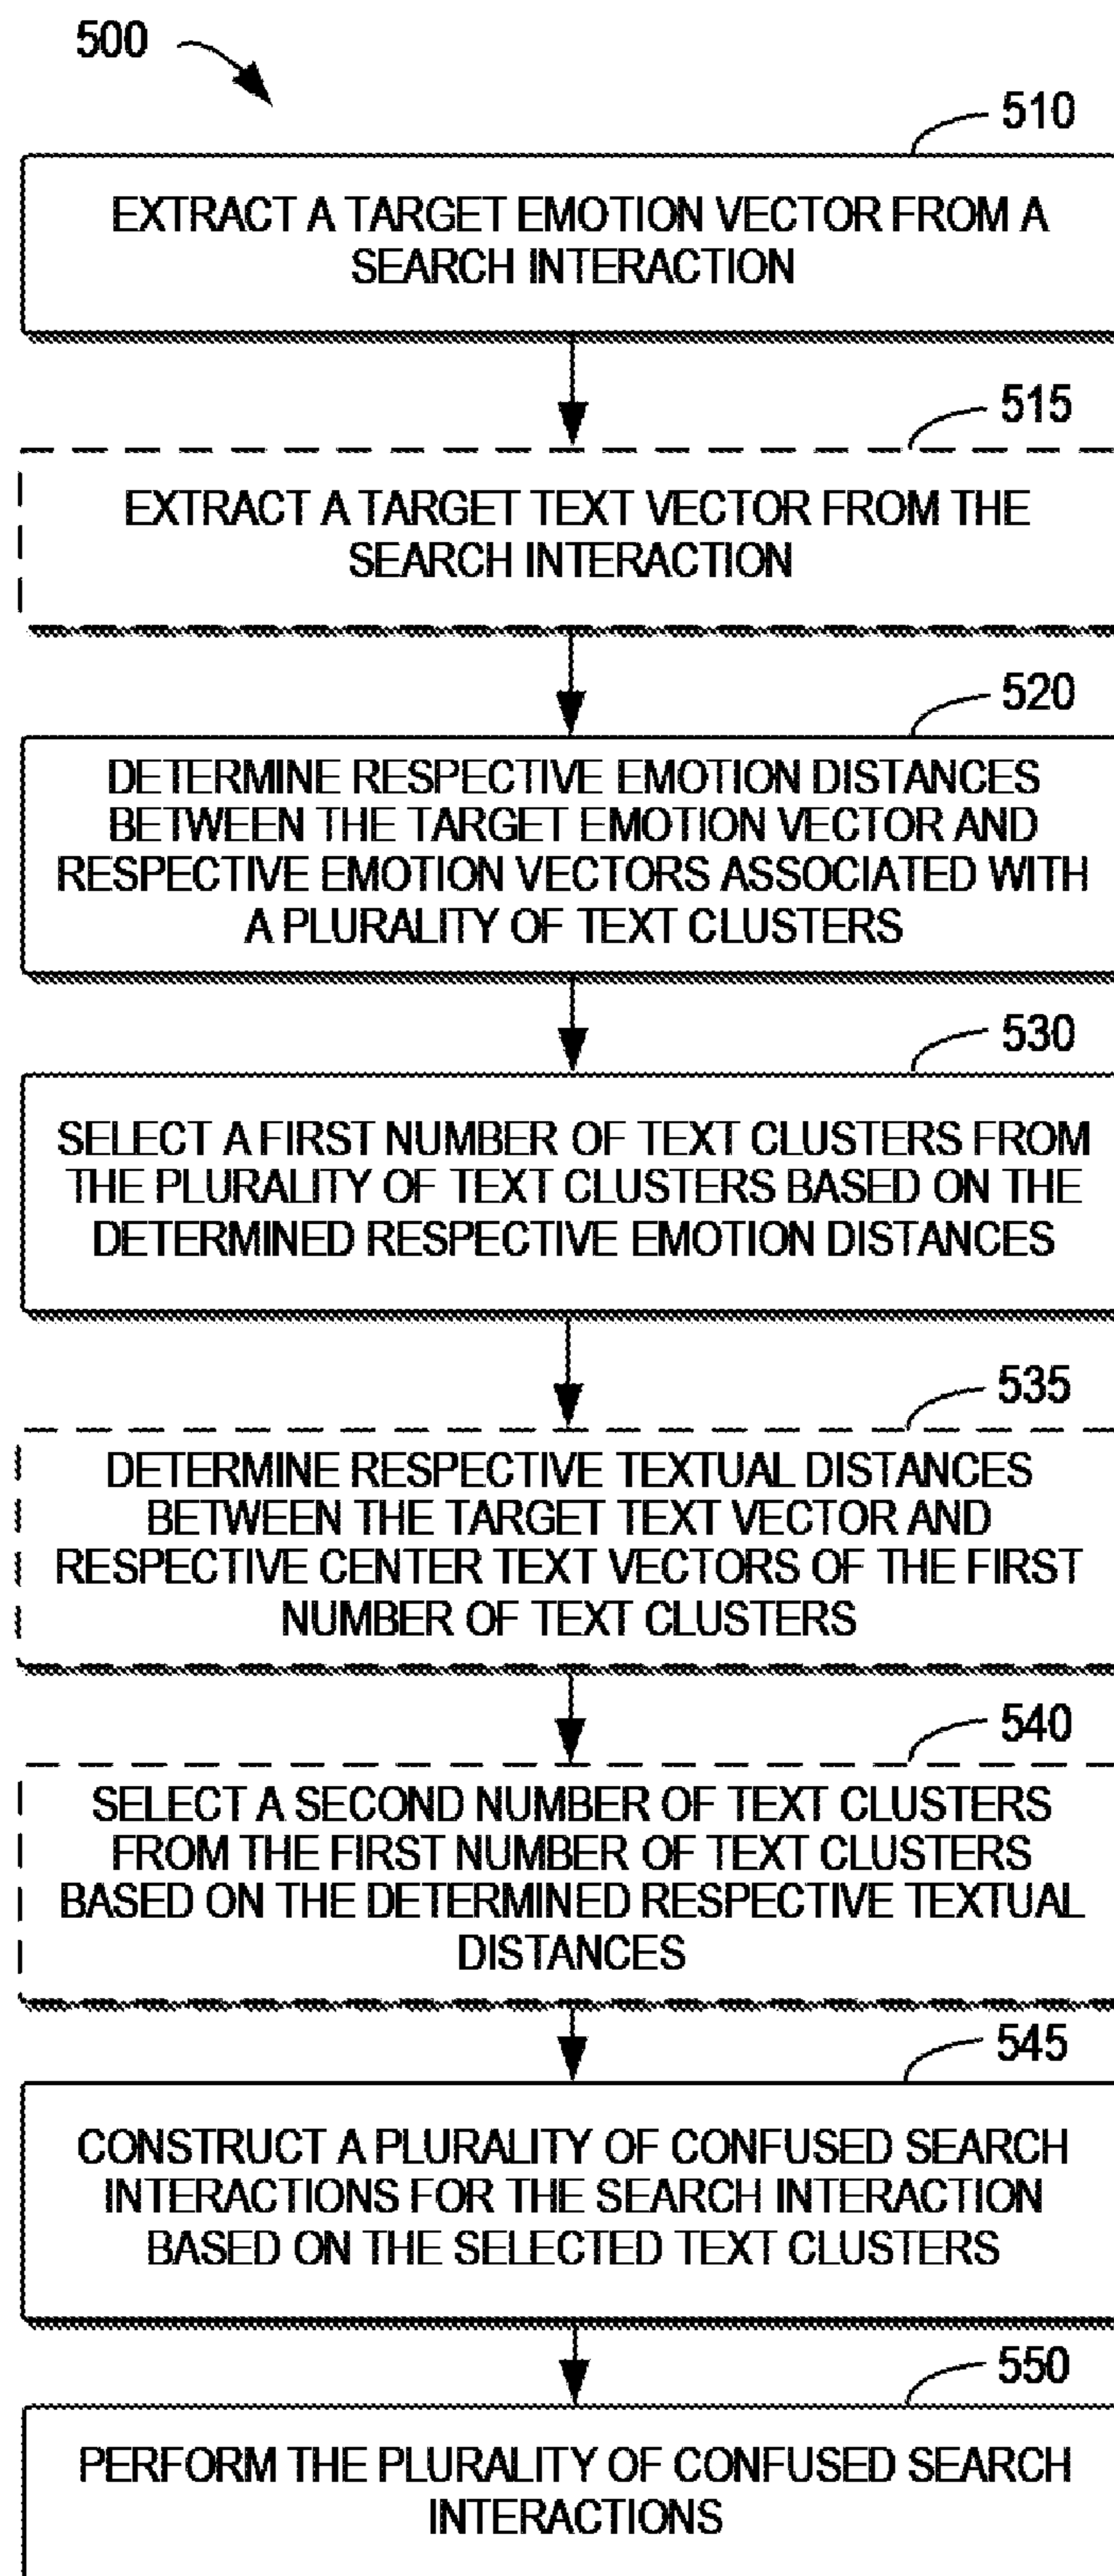 500
510
EXTRACT A TARGET EMOTION VECTOR FROM A
SEARCH INTERACTION
515
EXTRACT A TARGET TEXT VECTOR FROM THE
SEARCH INTERACTION
520
DETERMINE RESPECTIVE EMOTION DISTANCES
BETWEEN THE TARGET EMOTION VECTOR AND
RESPECTIVE EMOTION VECTORS ASSOCIATED WITH
A PLURALITY OF TEXT CLUSTERS
530
SELECT A FIRST NUMBER OF TEXT CLUSTERS FROM
THE PLURALITY OF TEXT CLUSTERS BASED ON THE
DETERMINED RESPECTIVE EMOTION DISTANCES
535
DETERMINE RESPECTIVE TEXTUAL DISTANCES
BETWEEN THE TARGET TEXT VECTOR AND
RESPECTIVE CENTER TEXT VECTORS OF THE FIRST
NUMBER OF TEXT CLUSTERS
540
SELECT A SECOND NUMBER OF TEXT CLUSTERS
FROM THE FIRST NUMBER OF TEXT CLUSTERS
BASED ON THE DETERMINED RESPECTIVE TEXTUAL
DISTANCES
545
CONSTRUCT A PLURALITY OF CONFUSED SEARCH
INTERACTIONS FOR THE SEARCH INTERACTION
BASED ON THE SELECTED TEXT CLUSTERS
550
PERFORM THE PLURALITY OF CONFUSED SEARCH
INTERACTIONS